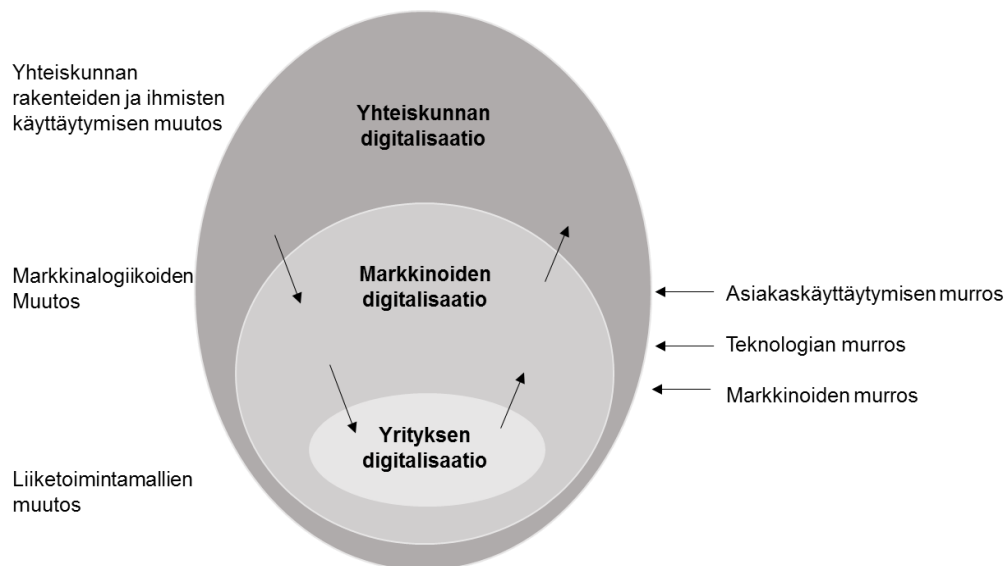 Yhteiskunnan
rakenteiden ja ihmisten
käyttäytymisen muutos
Yhteiskunnan
digitalisaatio
Markkinalogiikoiden
Muutos
Markkinoiden
digitalisaatio
Asiakaskäyttäytymisen murros
Teknologian murros
Markkinoiden murros
Yrityksen
digitalisaatio
Liiketoimintamallien
muutos